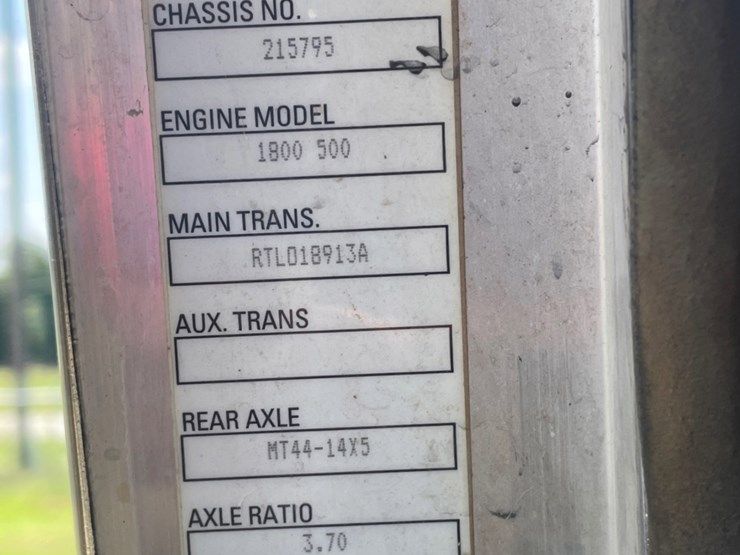 CHASSIS NO.
215795
ENGINE MODEL
1800 500
MAIN TRANS.
RTLO18913A
AUX. TRANS
REAR AXLE
MT44-14X5
AXLE RATIO
3.70